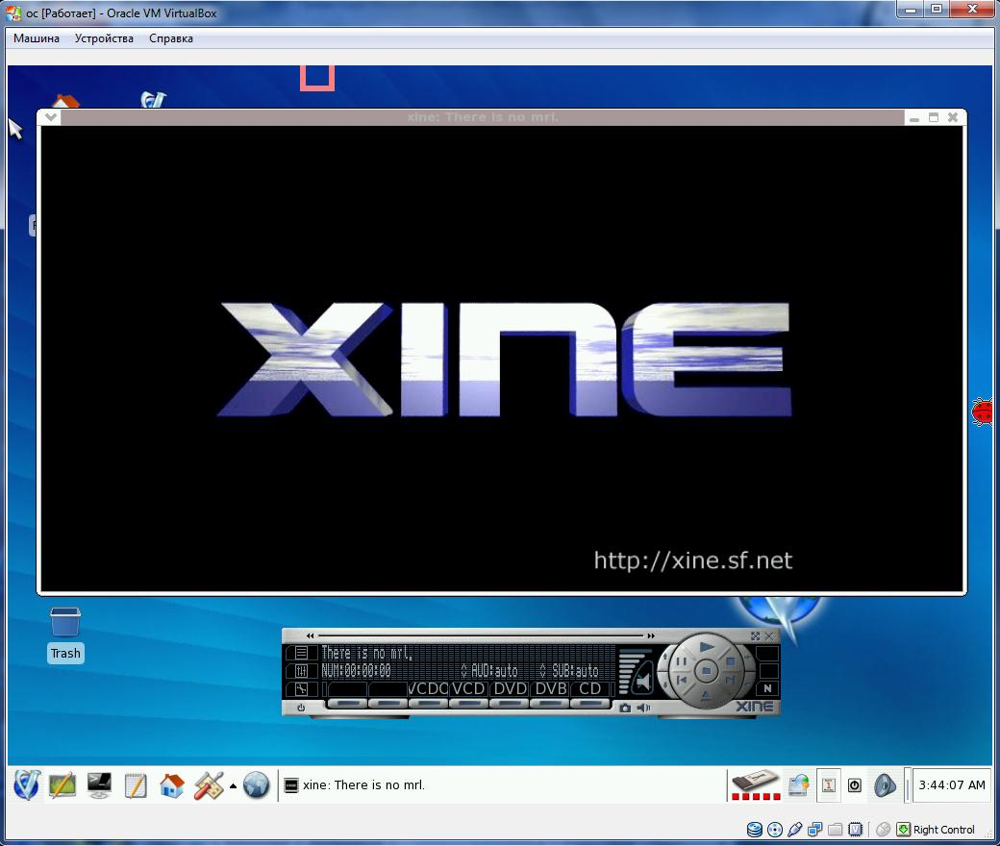 ос [Работает] - Oracle VM VirtualBox
Машина Устройства Справка
xine: There is no mrl.
XINE
http://xine.sf.net
Trash
There is no mrl.
NUM:00:00:00 AUD:auto SUB:auto
VCDO VCD DVD DVB CD
N
XINE
xine: There is no mrl.
1
3:44:07 AM
Right Control